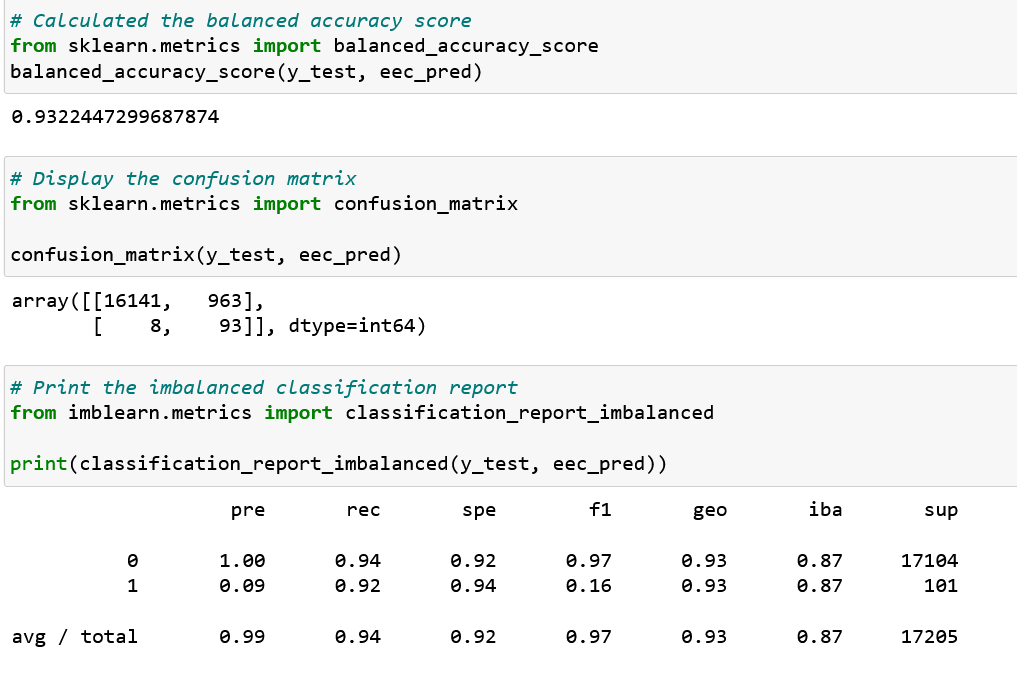 # Calculated the balanced accuracy score
from sklearn.metrics import balanced_accuracy_score
balanced_accuracy_score(y_test, eec_pred)
0.9322447299687874
# Display the confusion matrix
from sklearn.metrics import confusion_matrix
confusion_matrix(y_test, eec_pred)
array([[16141,   963],
       [    8,    93]], dtype=int64)
# Print the imbalanced classification report
from imblearn.metrics import classification_report_imbalanced
print(classification_report_imbalanced(y_test, eec_pred))
pre       rec       spe        f1       geo       iba       sup
0       1.00      0.94      0.92      0.97      0.93      0.87     17104
1       0.09      0.92      0.94      0.16      0.93      0.87       101
avg / total       0.99      0.94      0.92      0.97      0.93      0.87     17205